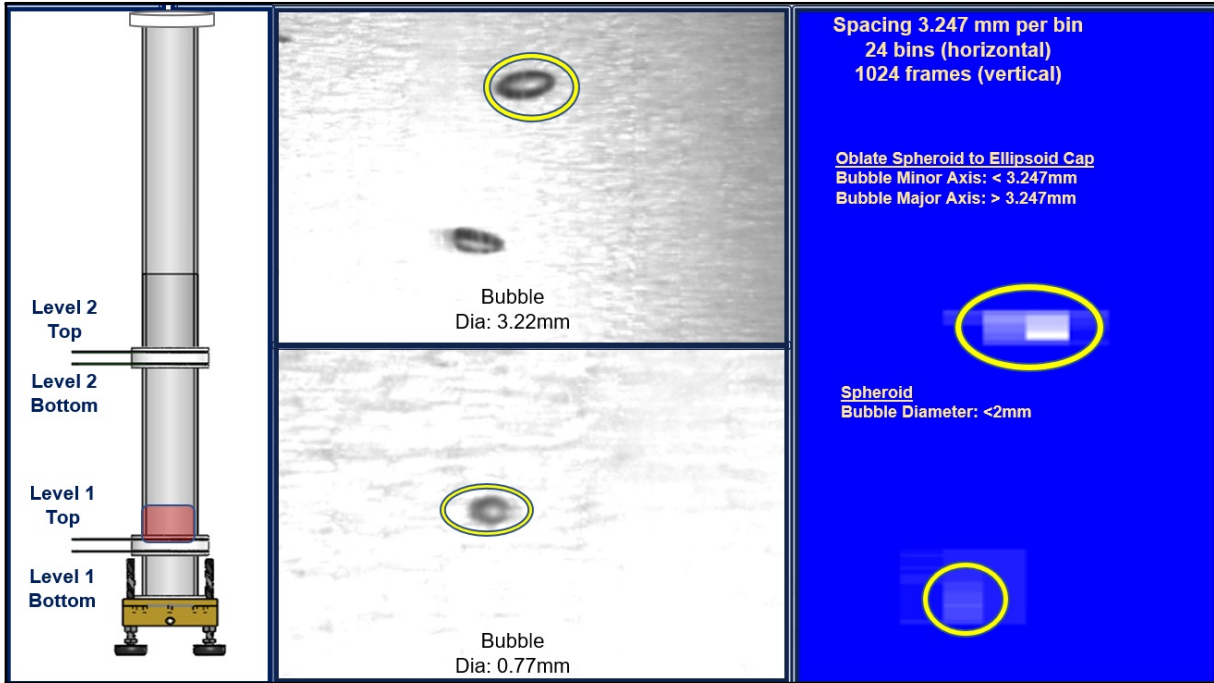 Level 2
Top
Level 2
Bottom
Level 1
Top
Level 1
Bottom
Bubble
Dia: 3.22mm
Bubble
Dia: 0.77mm
Spacing 3.247 mm per bin
24 bins (horizontal)
1024 frames (vertical)
Oblate Spheroid to Ellipsoid Cap
Bubble Minor Axis: < 3.247mm
Bubble Major Axis: > 3.247mm
Spheroid
Bubble Diameter: <2mm